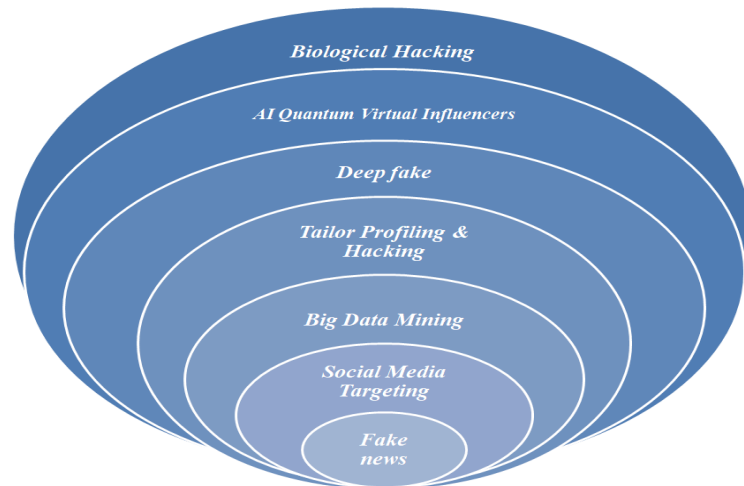 Biological Hacking
AI Quantum Virtual Influencers
Deep fake
Tailor Profiling &
Hacking
Big Data Mining
Social Media
Targeting
Fake
news